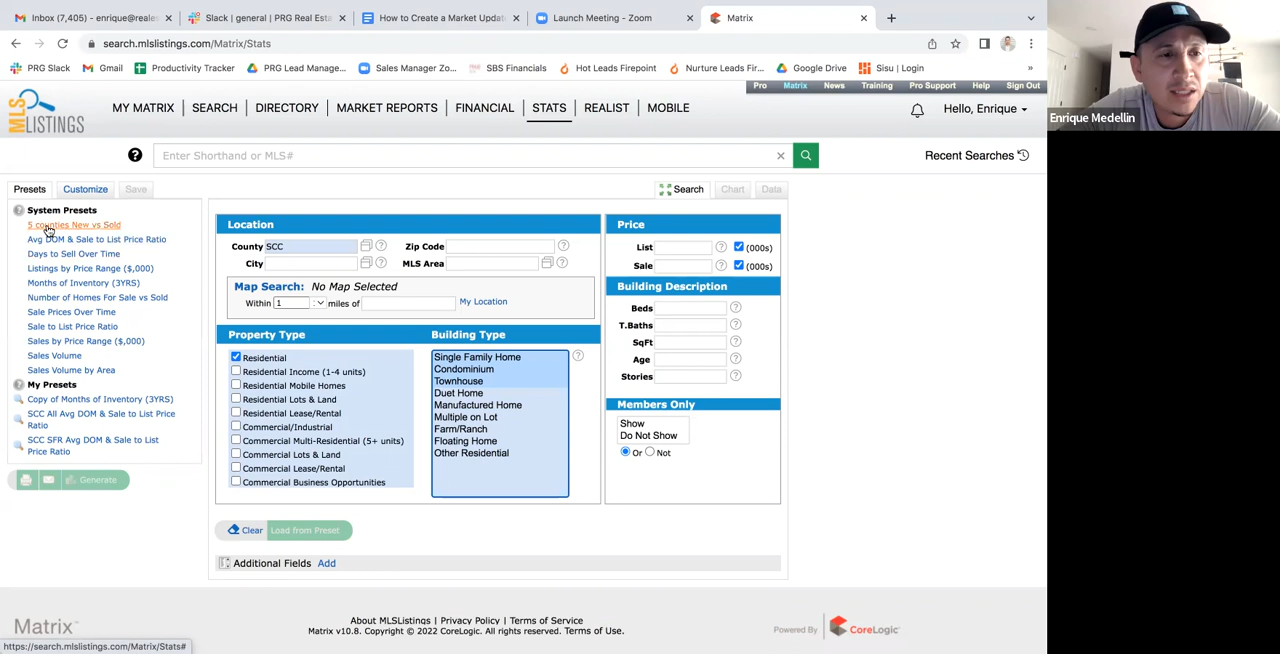 Inbox (7,405) - enrique@reales
Slack | general | PRG Real Esta
How to Create a Market Updat
Launch Meeting - Zoom
Matrix
search.mlslistings.com/Matrix/Stats
PRG Slack
Gmail
Productivity Tracker
PRG Lead Manage...
Sales Manager Zo...
SBS Financials
Hot Leads Firepoint
Nurture Leads Fir...
Google Drive
Sisu | Login
»
Pro
Matrix
News
Training
Pro Support
Help
Sign Out
MLS LISTINGS
MY MATRIX
SEARCH
DIRECTORY
MARKET REPORTS
FINANCIAL
STATS
REALIST
MOBILE
Hello, Enrique
Enter Shorthand or MLS#
Recent Searches
Presets
Customize
Save
Search
Chart
Data
System Presets
5 counties New vs Sold
Avg DOM & Sale to List Price Ratio
Days to Sell Over Time
Listings by Price Range ($,000)
Months of Inventory (3YRS)
Number of Homes For Sale vs Sold
Sale Prices Over Time
Sale to List Price Ratio
Sales by Price Range ($,000)
Sales Volume
Sales Volume by Area
My Presets
Copy of Months of Inventory (3YRS)
SCC All Avg DOM & Sale to List Price
Ratio
SCC SFR Avg DOM & Sale to List
Price Ratio
Generate
Location
County SCC
Zip Code
City
MLS Area
Map Search: No Map Selected
Within 1 miles of
My Location
Property Type
Residential
Residential Income (1-4 units)
Residential Mobile Homes
Residential Lots & Land
Residential Lease/Rental
Commercial/Industrial
Commercial Multi-Residential (5+ units)
Commercial Lots & Land
Commercial Lease/Rental
Commercial Business Opportunities
Building Type
Single Family Home
Condominium
Townhouse
Duet Home
Manufactured Home
Multiple on Lot
Farm/Ranch
Floating Home
Other Residential
Price
List (000s)
Sale (000s)
Building Description
Beds
T.Baths
SqFt
Age
Stories
Members Only
Show
Do Not Show
Or Not
Clear
Load from Preset
Additional Fields Add
Matrix
About MLSListings | Privacy Policy | Terms of Service
Matrix v10.8. Copyright © 2022 CoreLogic. All rights reserved. Terms of Use.
Powered By
CoreLogic
https://search.mlslistings.com/Matrix/Stats#
Enrique Medellin